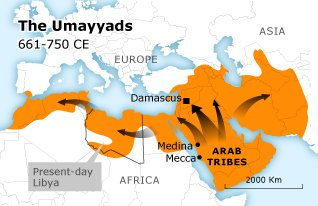 The Umayyads
661-750 CE
ASIA
EUROPE
Damascus
Medina
Mecca
ARAB
TRIBES
Present-day
Libya
AFRICA
2000 Km